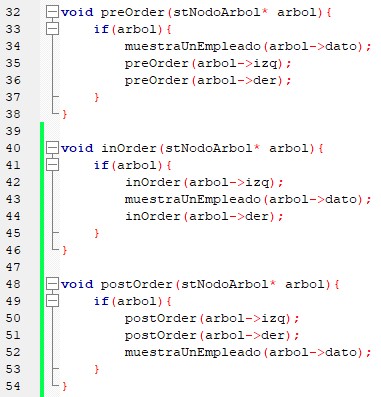 32 void preOrder(stNodoArbol* arbol){
33     if(arbol){
34         muestraUnEmpleado(arbol->dato);
35         preOrder(arbol->izq);
36         preOrder(arbol->der);
37     }
38 }
39
40 void inOrder(stNodoArbol* arbol){
41     if(arbol){
42         inOrder(arbol->izq);
43         muestraUnEmpleado(arbol->dato);
44         inOrder(arbol->der);
45     }
46 }
47
48 void postOrder(stNodoArbol* arbol){
49     if(arbol){
50         postOrder(arbol->izq);
51         postOrder(arbol->der);
52         muestraUnEmpleado(arbol->dato);
53     }
54 }